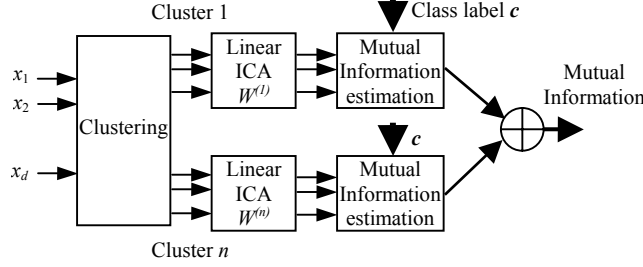 Cluster 1
Class label c
x1
x2
xd
Clustering
Linear
ICA
W(1)
Mutual
Information
estimation
Mutual
Information
c
Linear
ICA
W(n)
Mutual
Information
estimation
Cluster n